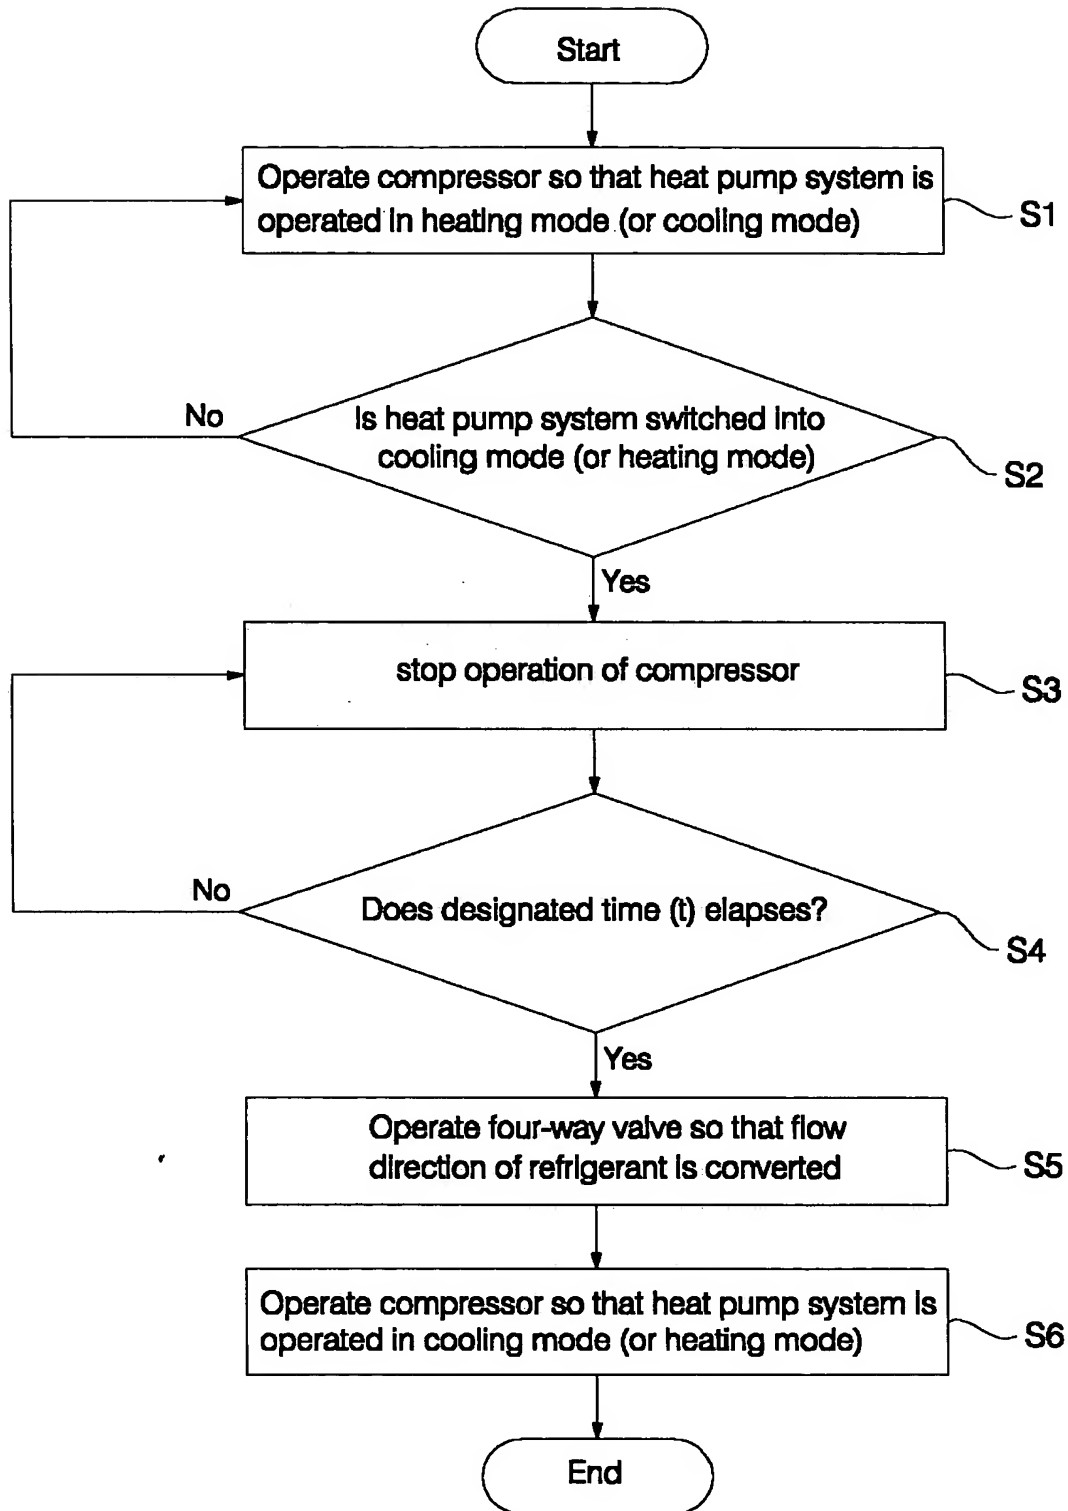 Start
Operate compressor so that heat pump system is
operated in heating mode (or cooling mode)
S1
No
Is heat pump system switched into
cooling mode (or heating mode)
S2
Yes
stop operation of compressor
S3
No
Does designated time (t) elapses?
S4
Yes
Operate four-way valve so that flow
direction of refrigerant is converted
S5
Operate compressor so that heat pump system is
operated in cooling mode (or heating mode)
S6
End